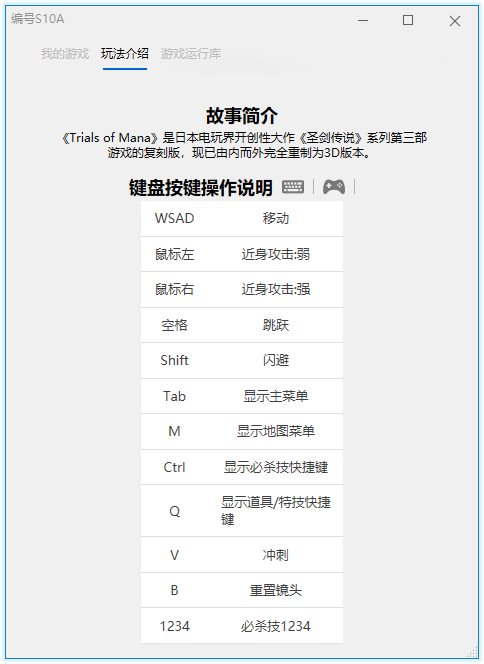 编号S10A
我的游戏 玩法介绍 游戏运行库
故事简介
《Trials of Mana》是日本电玩界开创性大作《圣剑传说》系列第三部
游戏的复刻版，现已由内而外完全重制为3D版本。
键盘按键操作说明
WSAD 移动
鼠标左 近身攻击:弱
鼠标右 近身攻击:强
空格 跳跃
Shift 闪避
Tab 显示主菜单
M 显示地图菜单
Ctrl 显示必杀技快捷键
Q 显示道具/特技快捷
键
V 冲刺
B 重置镜头
1234 必杀技1234